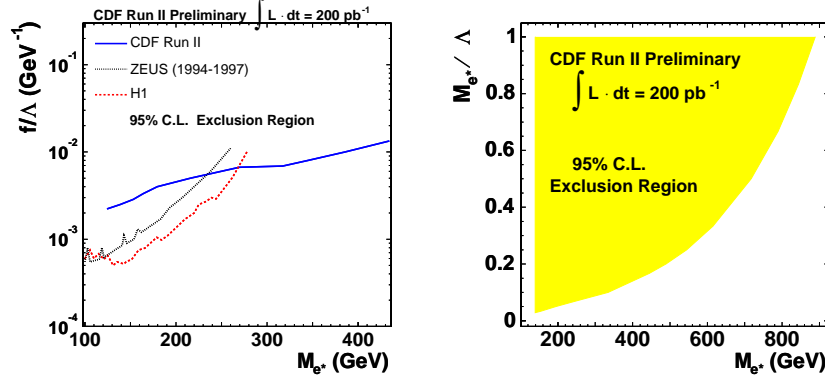 CDF Run II Preliminary ∫ L · dt = 200 pb⁻¹
f/Λ (GeV⁻¹)
CDF Run II
ZEUS (1994-1997)
H1
95% C.L. Exclusion Region
10⁻¹
10⁻²
10⁻³
10⁻⁴
100 200 300 400
Mₑ* (GeV)
Mₑ* / Λ
CDF Run II Preliminary
∫ L · dt = 200 pb⁻¹
95% C.L.
Exclusion Region
1
0.8
0.6
0.4
0.2
0
200 400 600 800
Mₑ* (GeV)